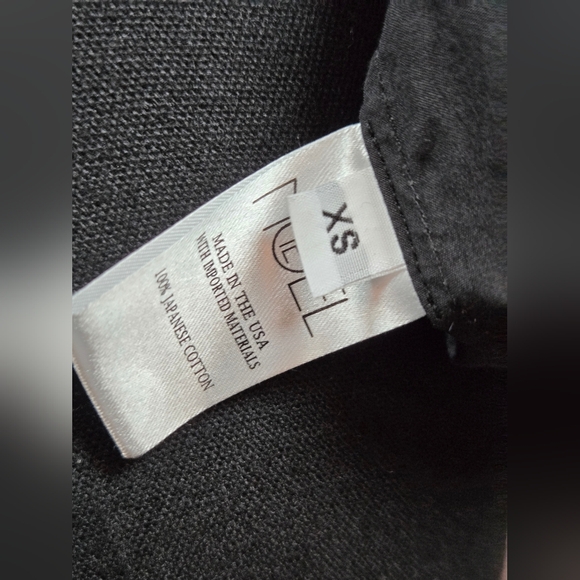 XS
MADE IN THE USA
WITH IMPORTED MATERIALS
100% JAPANESE COTTON